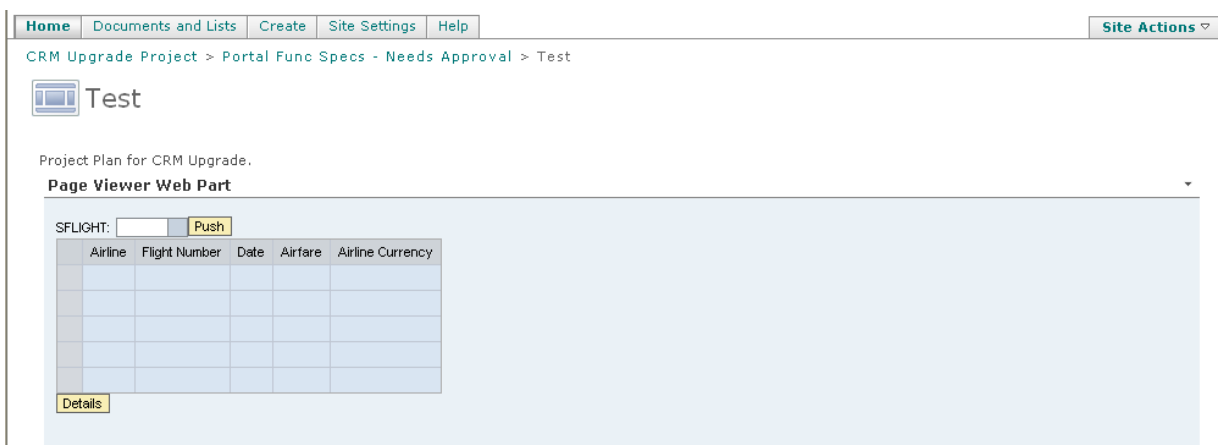 Home Documents and Lists Create Site Settings Help Site Actions
CRM Upgrade Project > Portal Func Specs - Needs Approval > Test
Test
Project Plan for CRM Upgrade.
Page Viewer Web Part
SFLIGHT: Push
Airline Flight Number Date Airfare Airline Currency
Details